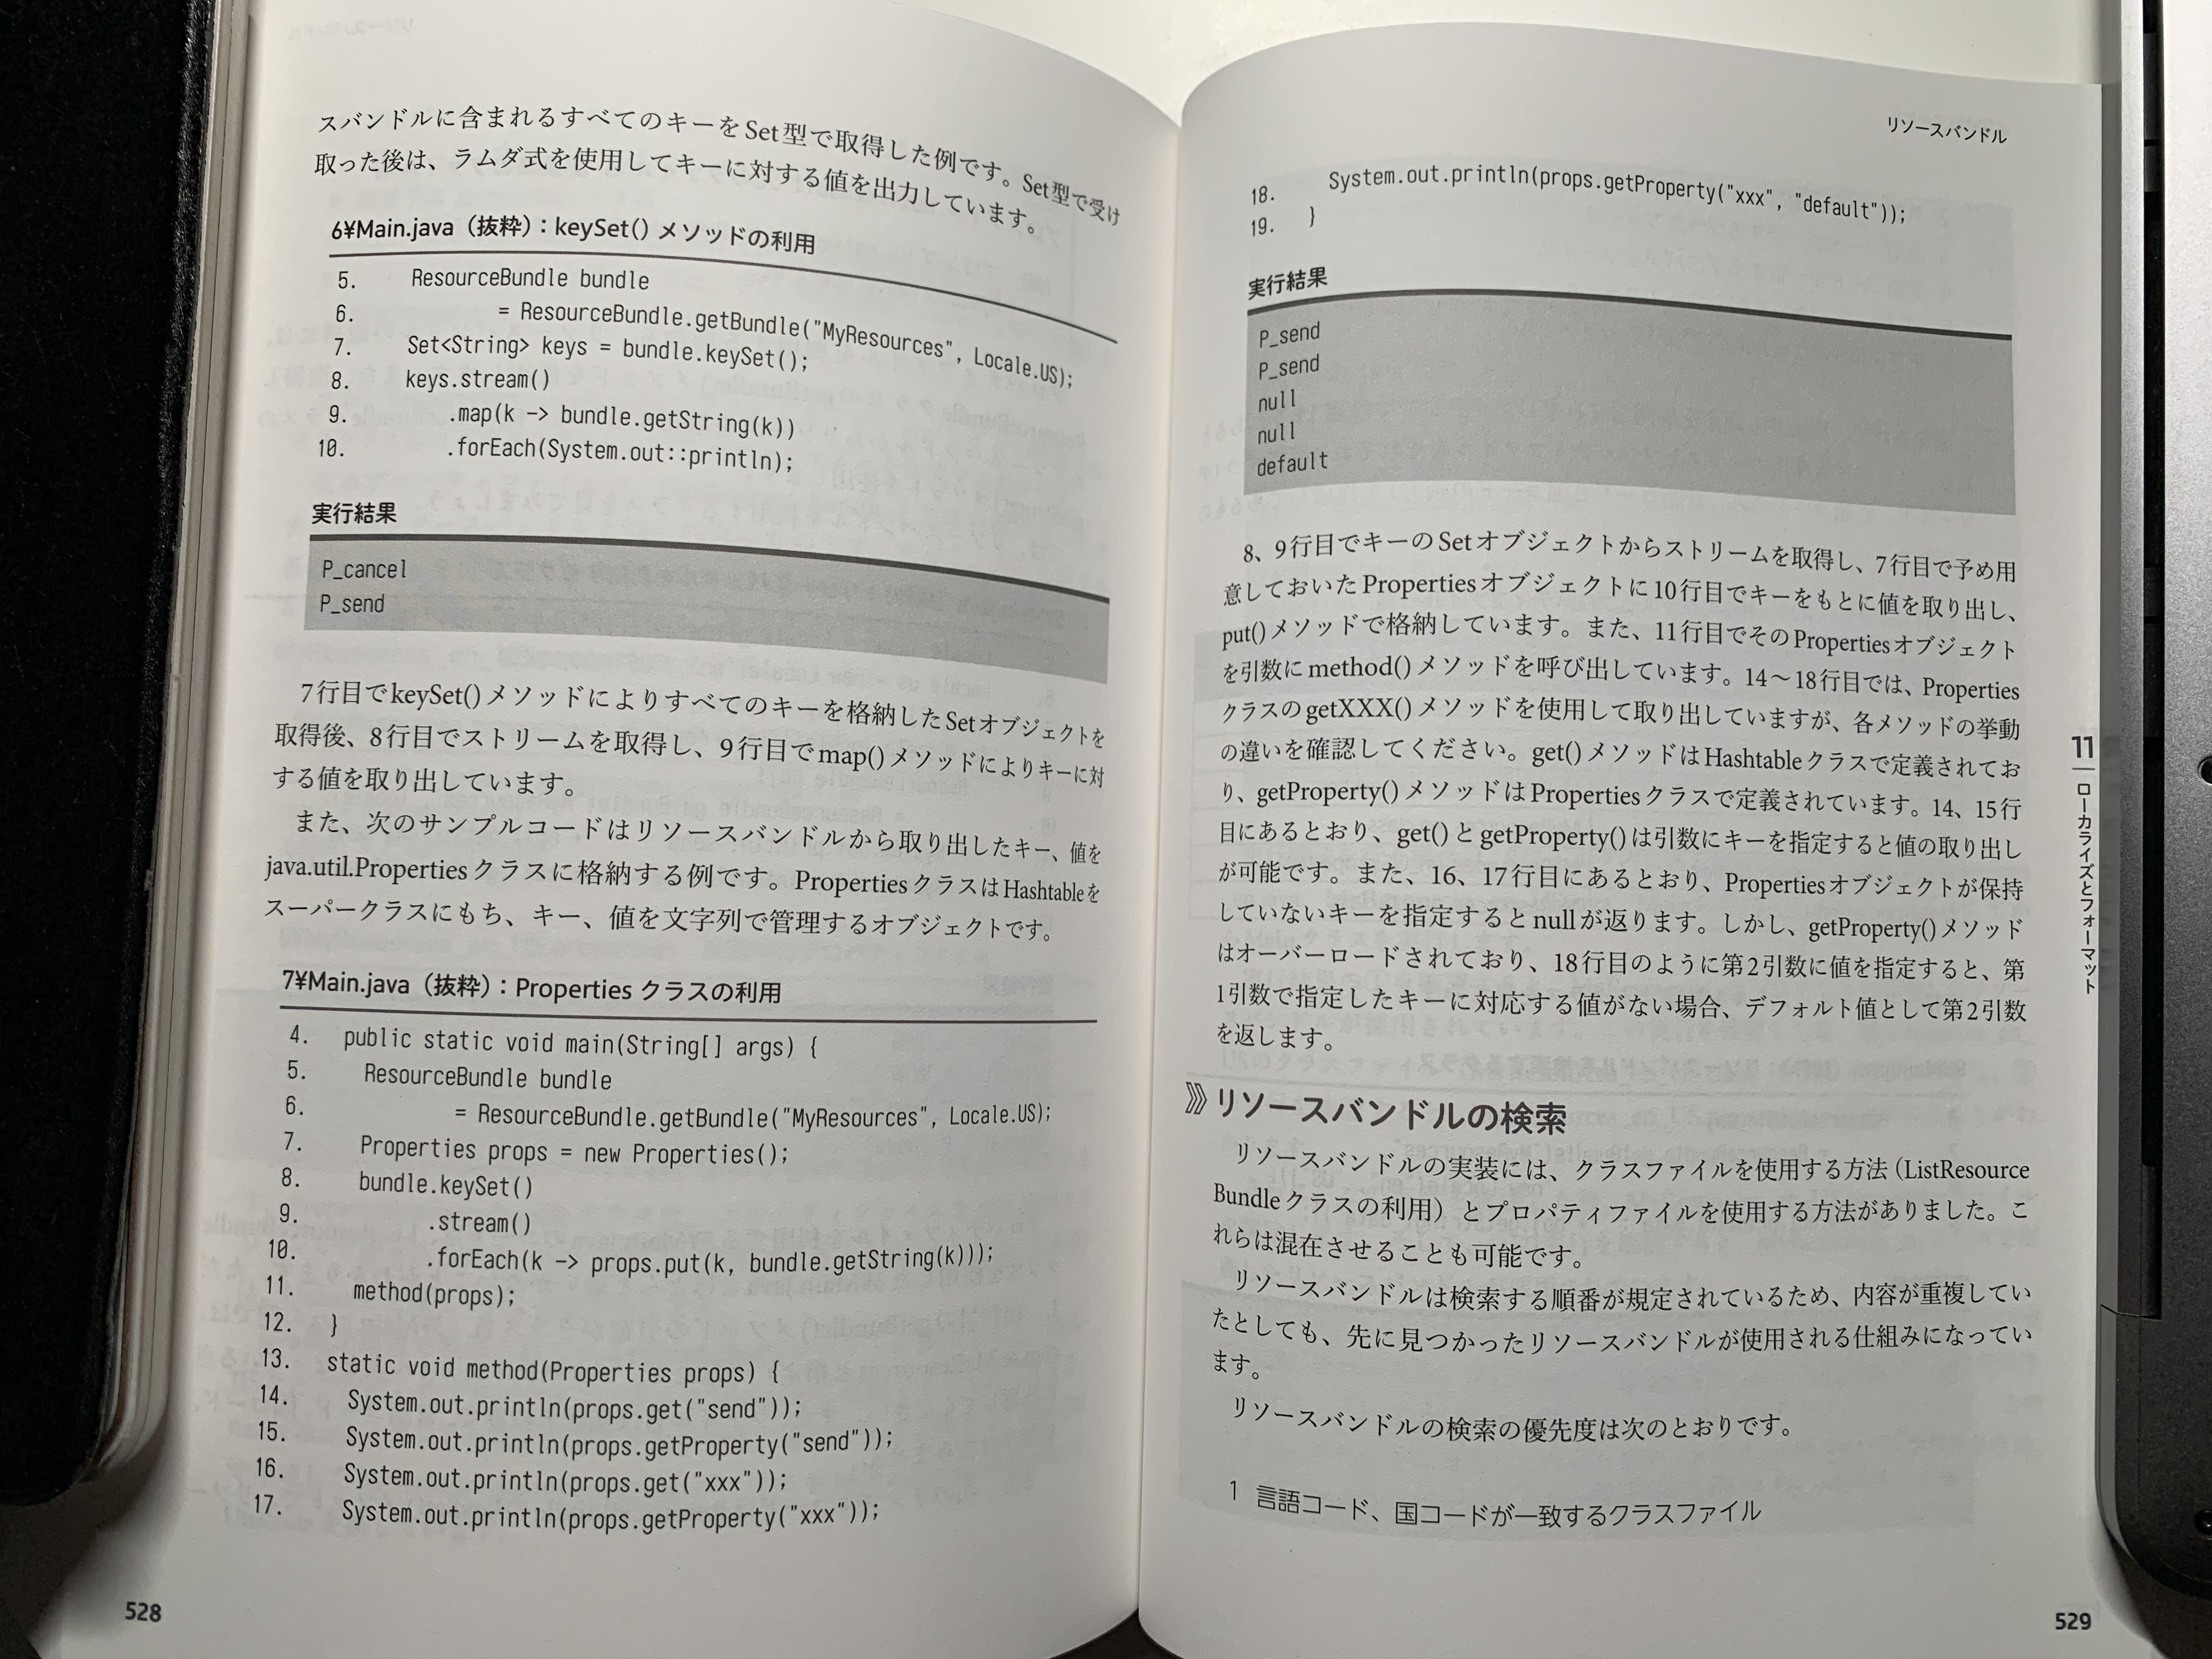 スバンドルに含まれるすべてのキーをSet型で取得した例です。Set型で受け
取った後は、ラムダ式を使用してキーに対する値を出力しています。
6¥Main.java（抜粋）：keySet() メソッドの利用
5. ResourceBundle bundle
6. = ResourceBundle.getBundle("MyResources", Locale.US);
7. Set<String> keys = bundle.keySet();
8. keys.stream()
9. .map(k -> bundle.getString(k))
10. .forEach(System.out::println);
実行結果
P_cancel
P_send
7行目でkeySet()メソッドによりすべてのキーを格納したSetオブジェクトを
取得後、8行目でストリームを取得し、9行目でmap()メソッドによりキーに対
する値を取り出しています。
また、次のサンプルコードはリソースバンドルから取り出したキー、値を
java.util.Propertiesクラスに格納する例です。PropertiesクラスはHashtableを
スーパークラスにもち、キー、値を文字列で管理するオブジェクトです。
7¥Main.java（抜粋）：Properties クラスの利用
4. public static void main(String[] args) {
5. ResourceBundle bundle
6. = ResourceBundle.getBundle("MyResources", Locale.US);
7. Properties props = new Properties();
8. bundle.keySet()
9. .stream()
10. .forEach(k -> props.put(k, bundle.getString(k)));
11. method(props);
12. }
13. static void method(Properties props) {
14. System.out.println(props.get("send"));
15. System.out.println(props.getProperty("send"));
16. System.out.println(props.get("xxx"));
17. System.out.println(props.getProperty("xxx"));
528
リソースバンドル
18. System.out.println(props.getProperty("xxx", "default"));
19. }
実行結果
P_send
P_send
null
null
default
8、9行目でキーのSetオブジェクトからストリームを取得し、7行目で予め用
意しておいたPropertiesオブジェクトに10行目でキーをもとに値を取り出し、
put()メソッドで格納しています。また、11行目でそのPropertiesオブジェクト
を引数にmethod()メソッドを呼び出しています。14～18行目では、Properties
クラスのgetXXX()メソッドを使用して取り出していますが、各メソッドの挙動
の違いを確認してください。get()メソッドはHashtableクラスで定義されてお
り、getProperty()メソッドはPropertiesクラスで定義されています。14、15行
目にあるとおり、get()とgetProperty()は引数にキーを指定すると値の取り出し
が可能です。また、16、17行目にあるとおり、Propertiesオブジェクトが保持
していないキーを指定するとnullが返ります。しかし、getProperty()メソッド
はオーバーロードされており、18行目のように第2引数に値を指定すると、第
1引数で指定したキーに対応する値がない場合、デフォルト値として第2引数
を返します。
リソースバンドルの検索
リソースバンドルの実装には、クラスファイルを使用する方法（ListResource
Bundleクラスの利用）とプロパティファイルを使用する方法がありました。こ
れらは混在させることも可能です。
リソースバンドルは検索する順番が規定されているため、内容が重複してい
たとしても、先に見つかったリソースバンドルが使用される仕組みになってい
ます。
リソースバンドルの検索の優先度は次のとおりです。
1 言語コード、国コードが一致するクラスファイル
11
ローカライズとフォーマット
529